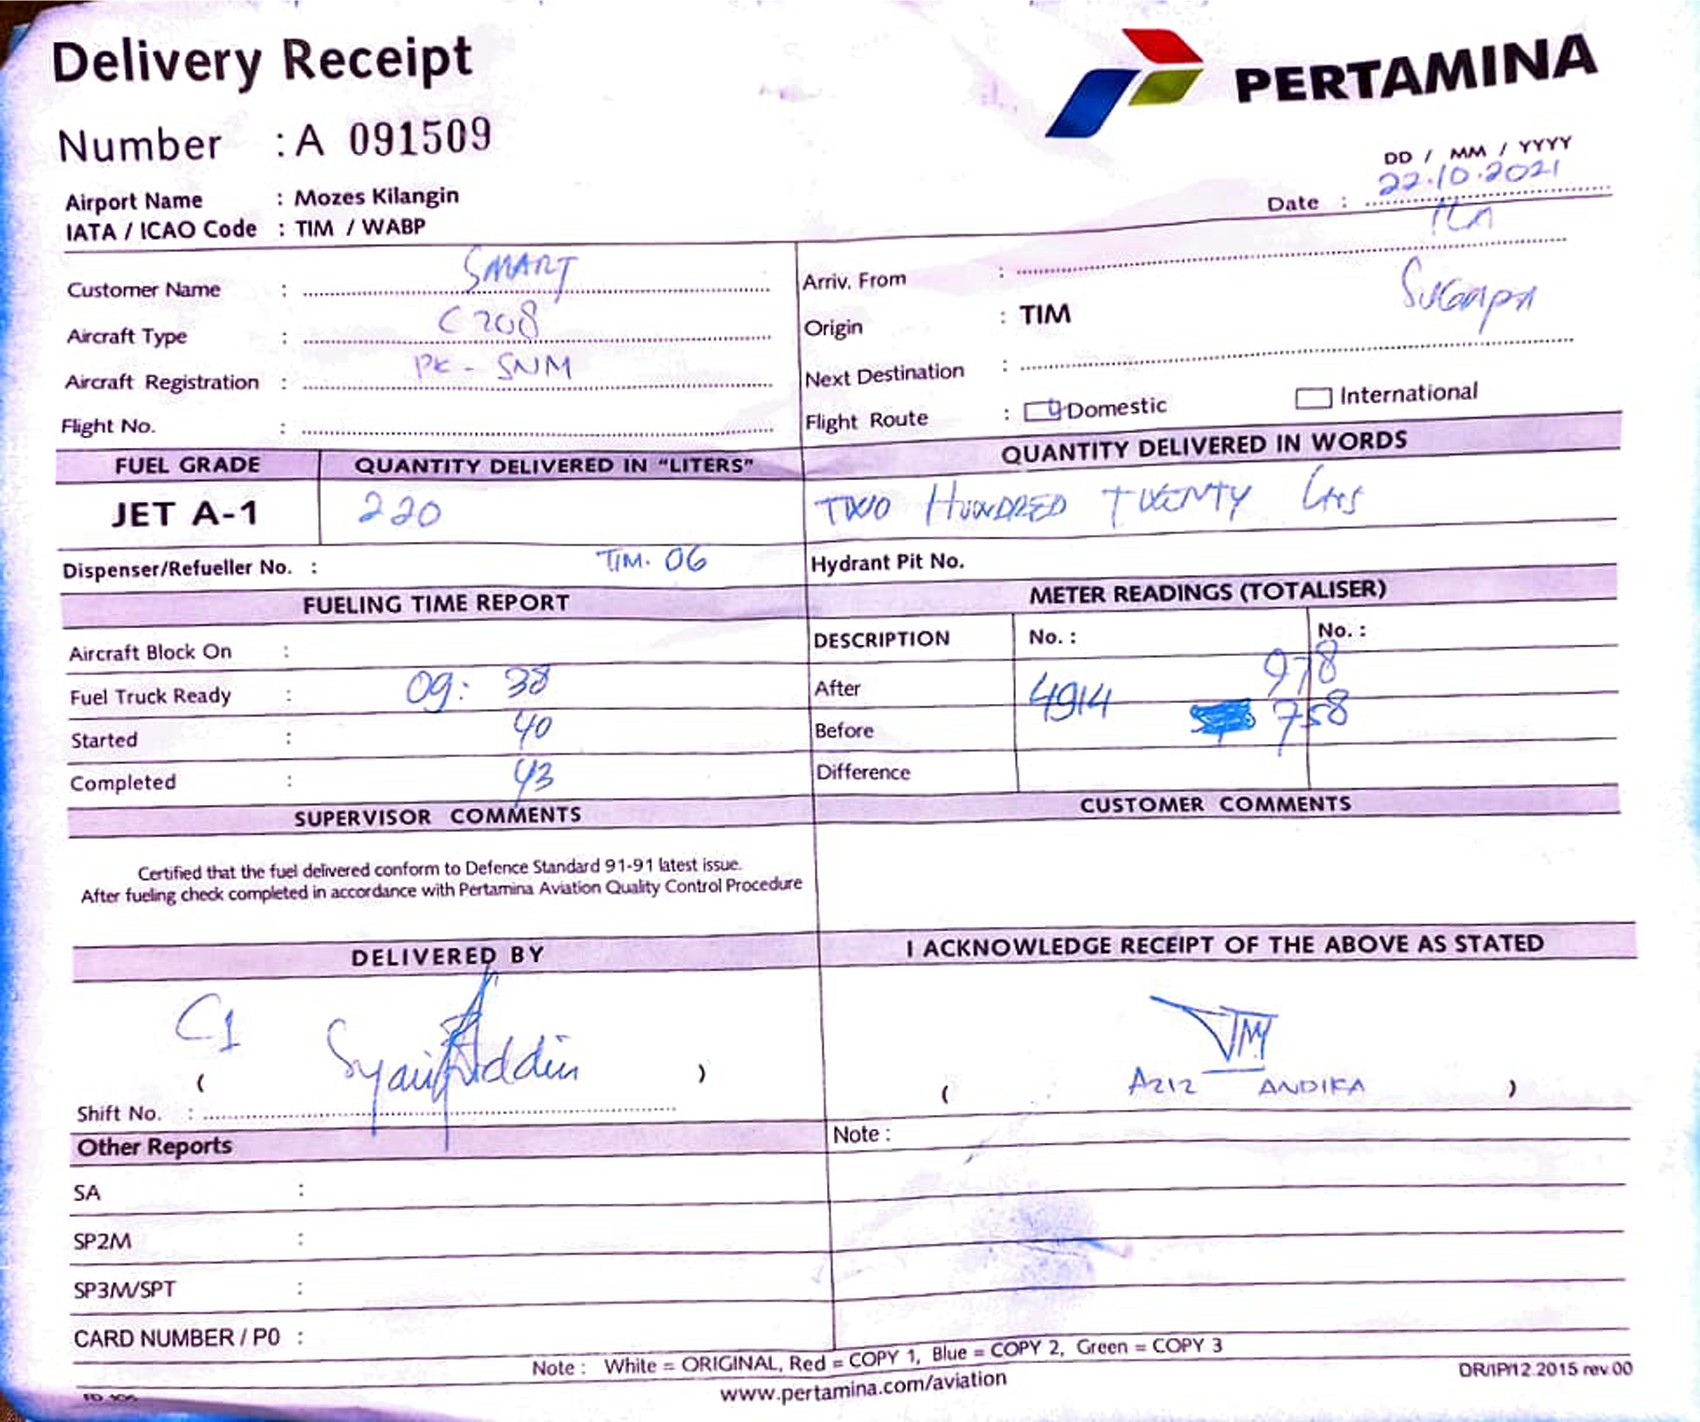 Delivery Receipt
PERTAMINA
Number : A 091509
DD / MM / YYYY
Date : 22.10.2021
Airport Name : Mozes Kilangin
IATA / ICAO Code : TIM / WABP
Customer Name : SMART
Aircraft Type : C208
Aircraft Registration : PK - SNM
Flight No. :
Arriv. From :
Origin : TIM
Next Destination : SUGAPA
Flight Route : Domestic International
FUEL GRADE QUANTITY DELIVERED IN "LITERS" QUANTITY DELIVERED IN WORDS
JET A-1 220 TWO HUNDRED TWENTY Ltrs
Dispenser/Refueller No. : TIM. 06 Hydrant Pit No.
FUELING TIME REPORT
Aircraft Block On :
Fuel Truck Ready : 09: 38
Started : 40
Completed : 43
METER READINGS (TOTALISER)
DESCRIPTION No. : No. :
After 4914 978
Before 758
Difference
SUPERVISOR COMMENTS
Certified that the fuel delivered conform to Defence Standard 91-91 latest issue.
After fueling check completed in accordance with Pertamina Aviation Quality Control Procedure
CUSTOMER COMMENTS
DELIVERED BY
C1
( Syaifuddin )
Shift No. :
I ACKNOWLEDGE RECEIPT OF THE ABOVE AS STATED
( AZIZ ANDIKA )
Other Reports
SA :
SP2M :
SP3M/SPT :
CARD NUMBER / P0 :
Note :
Note : White = ORIGINAL, Red = COPY 1, Blue = COPY 2, Green = COPY 3
www.pertamina.com/aviation
DR/IP/12.2015 rev 00